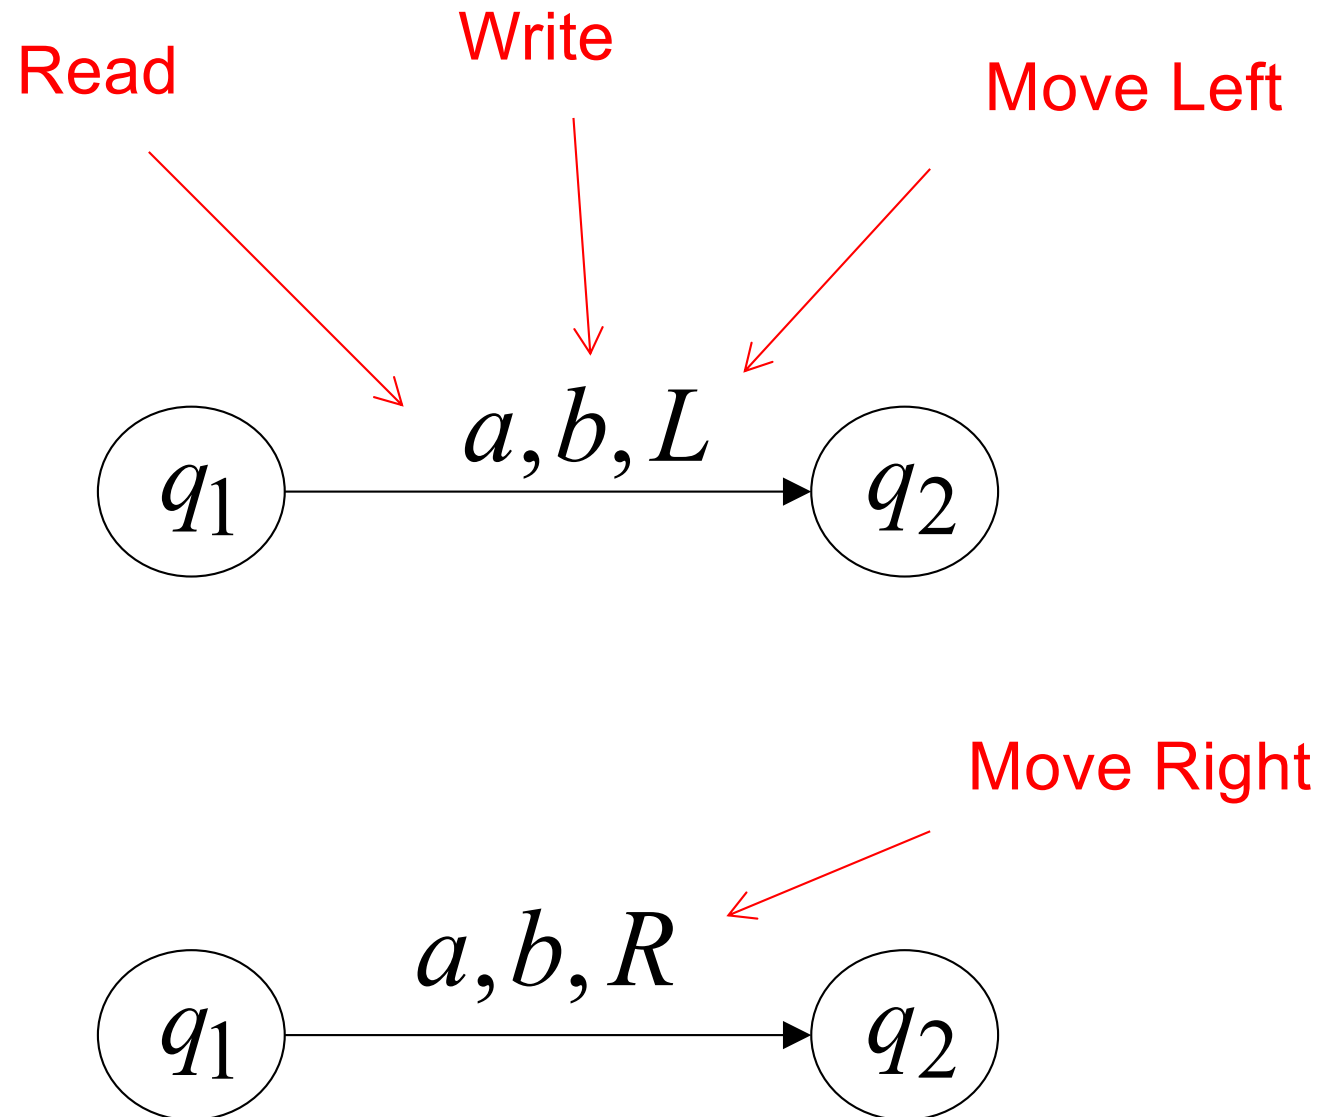 Write
Read
Move Left
a,b,L
q1
q2
Move Right
a,b,R
q1
q2